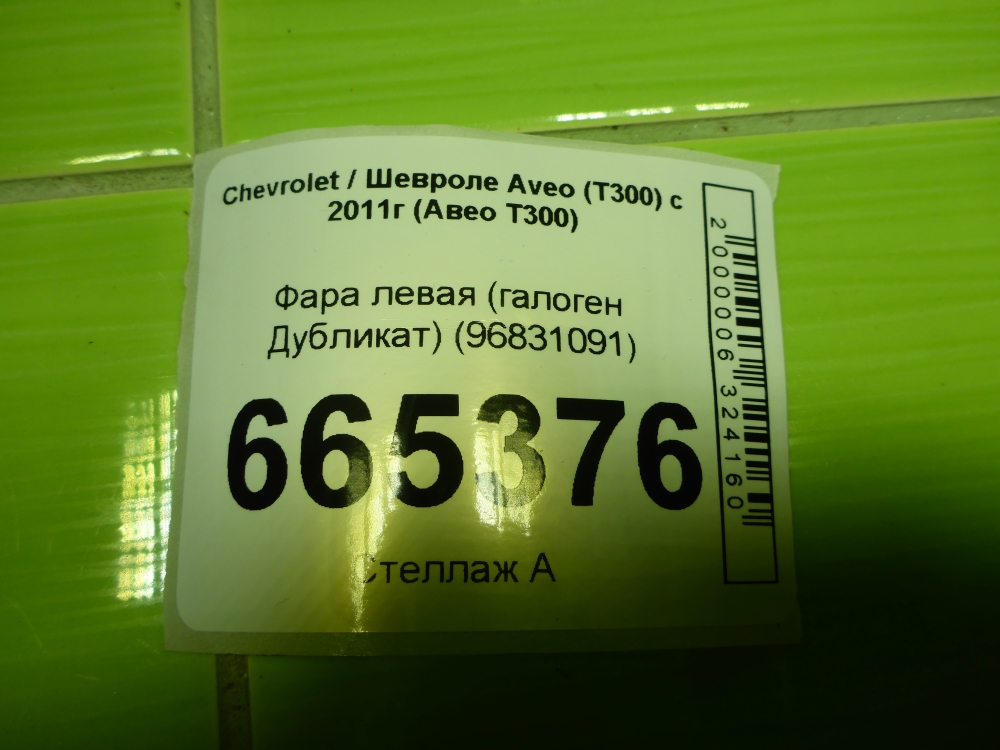 Chevrolet / Шевроле Aveo (T300) с
2011г (Авео Т300)
Фара левая (галоген
Дубликат) (96831091)
665376
Стеллаж А
2000006324160